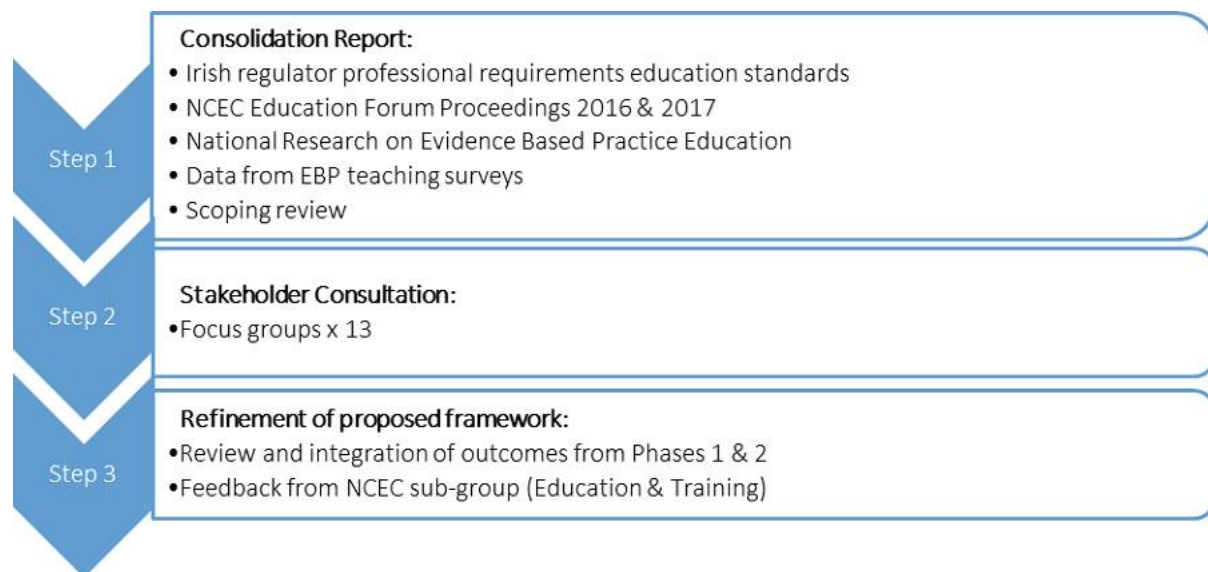 Consolidation Report:
• Irish regulator professional requirements education standards
• NCEC Education Forum Proceedings 2016 & 2017
Step 1
• National Research on Evidence Based Practice Education
• Data from EBP teaching surveys
• Scoping review
Stakeholder Consultation:
Step 2
•Focus groups x 13
Refinement of proposed framework:
•Review and integration of outcomes from Phases 1 & 2
Step 3
•Feedback from NCEC sub-group (Education & Training)